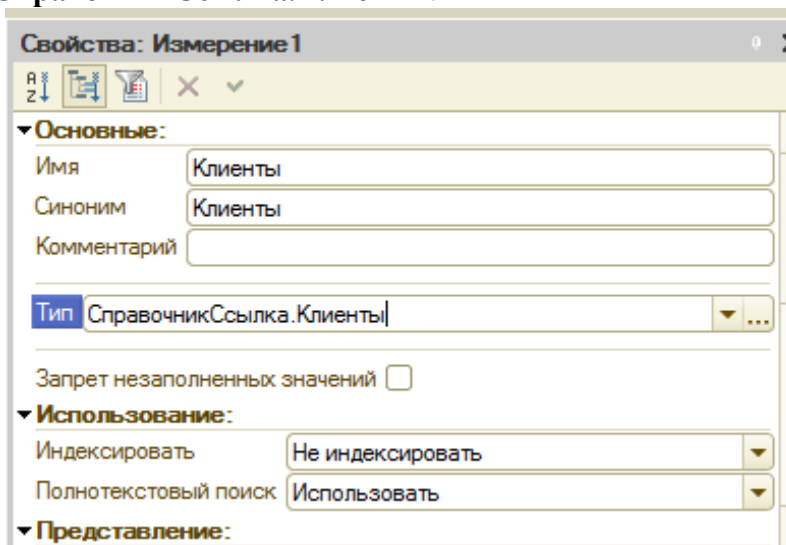 Свойства: Измерение1
Основные:
Имя Клиенты
Синоним Клиенты
Комментарий
Тип СправочникСсылка.Клиенты
Запрет незаполненных значений
Использование:
Индексировать Не индексировать
Полнотекстовый поиск Использовать
Представление: